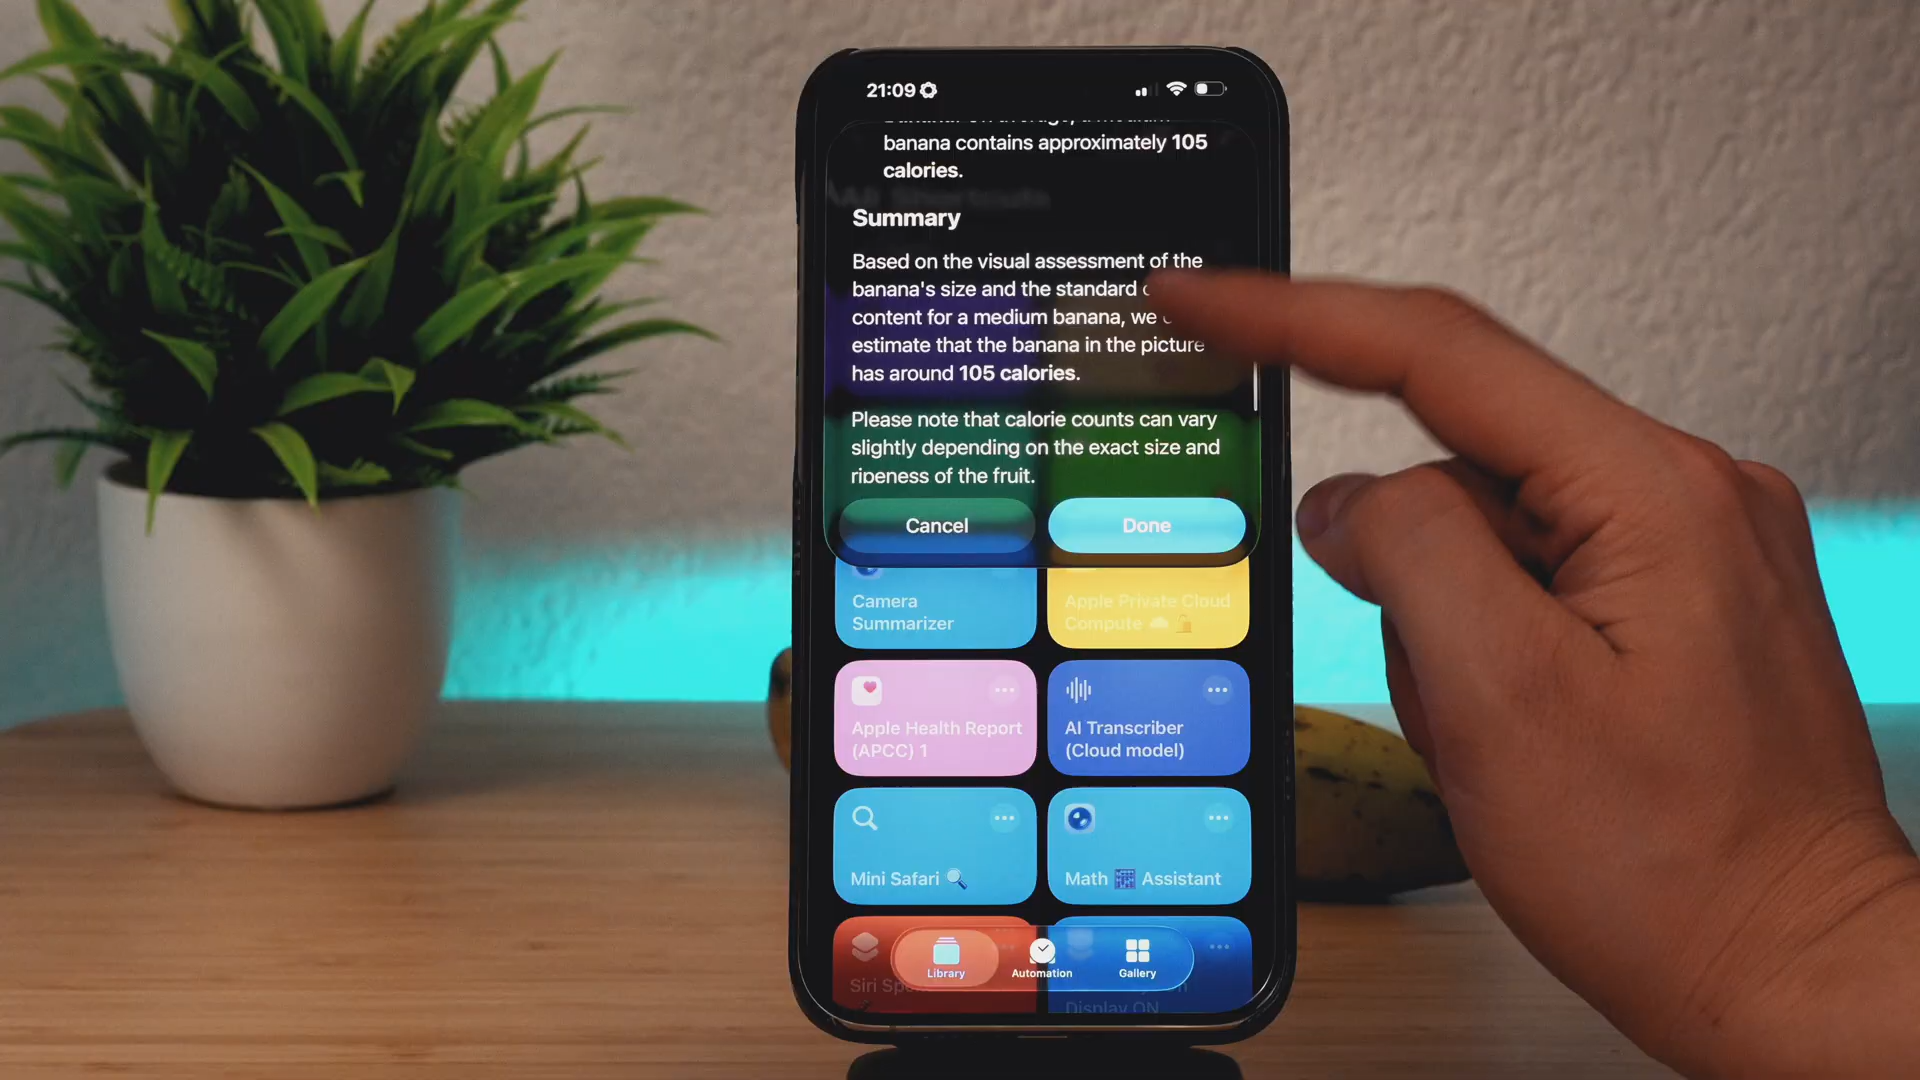 21:09
banana contains approximately 105
calories.
Summary
Based on the visual assessment of the
banana's size and the standard
content for a medium banana, we
estimate that the banana in the picture
has around 105 calories.
Please note that calorie counts can vary
slightly depending on the exact size and
ripeness of the fruit.
Cancel
Done
Camera
Summarizer
Apple Private Cloud
Compute
Apple Health Report
(APCC) 1
AI Transcriber
(Cloud model)
Mini Safari
Math Assistant
Siri
Display ON
Library
Automation
Gallery